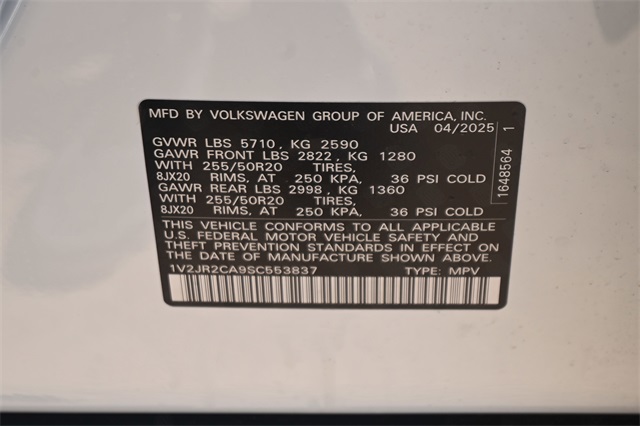 MFD BY VOLKSWAGEN GROUP OF AMERICA, INC.
USA 04/2025
GVWR LBS 5710 , KG 2590
GAWR FRONT LBS 2822 , KG 1280
WITH 255/50R20 TIRES,
8JX20 RIMS, AT 250 KPA, 36 PSI COLD
GAWR REAR LBS 2998 , KG 1360
WITH 255/50R20 TIRES,
8JX20 RIMS, AT 250 KPA, 36 PSI COLD
THIS VEHICLE CONFORMS TO ALL APPLICABLE
U.S. FEDERAL MOTOR VEHICLE SAFETY AND
THEFT PREVENTION STANDARDS IN EFFECT ON
THE DATE OF MANUFACTURE SHOWN ABOVE.
1V2JR2CA9SC553837 TYPE: MPV
1648564 1